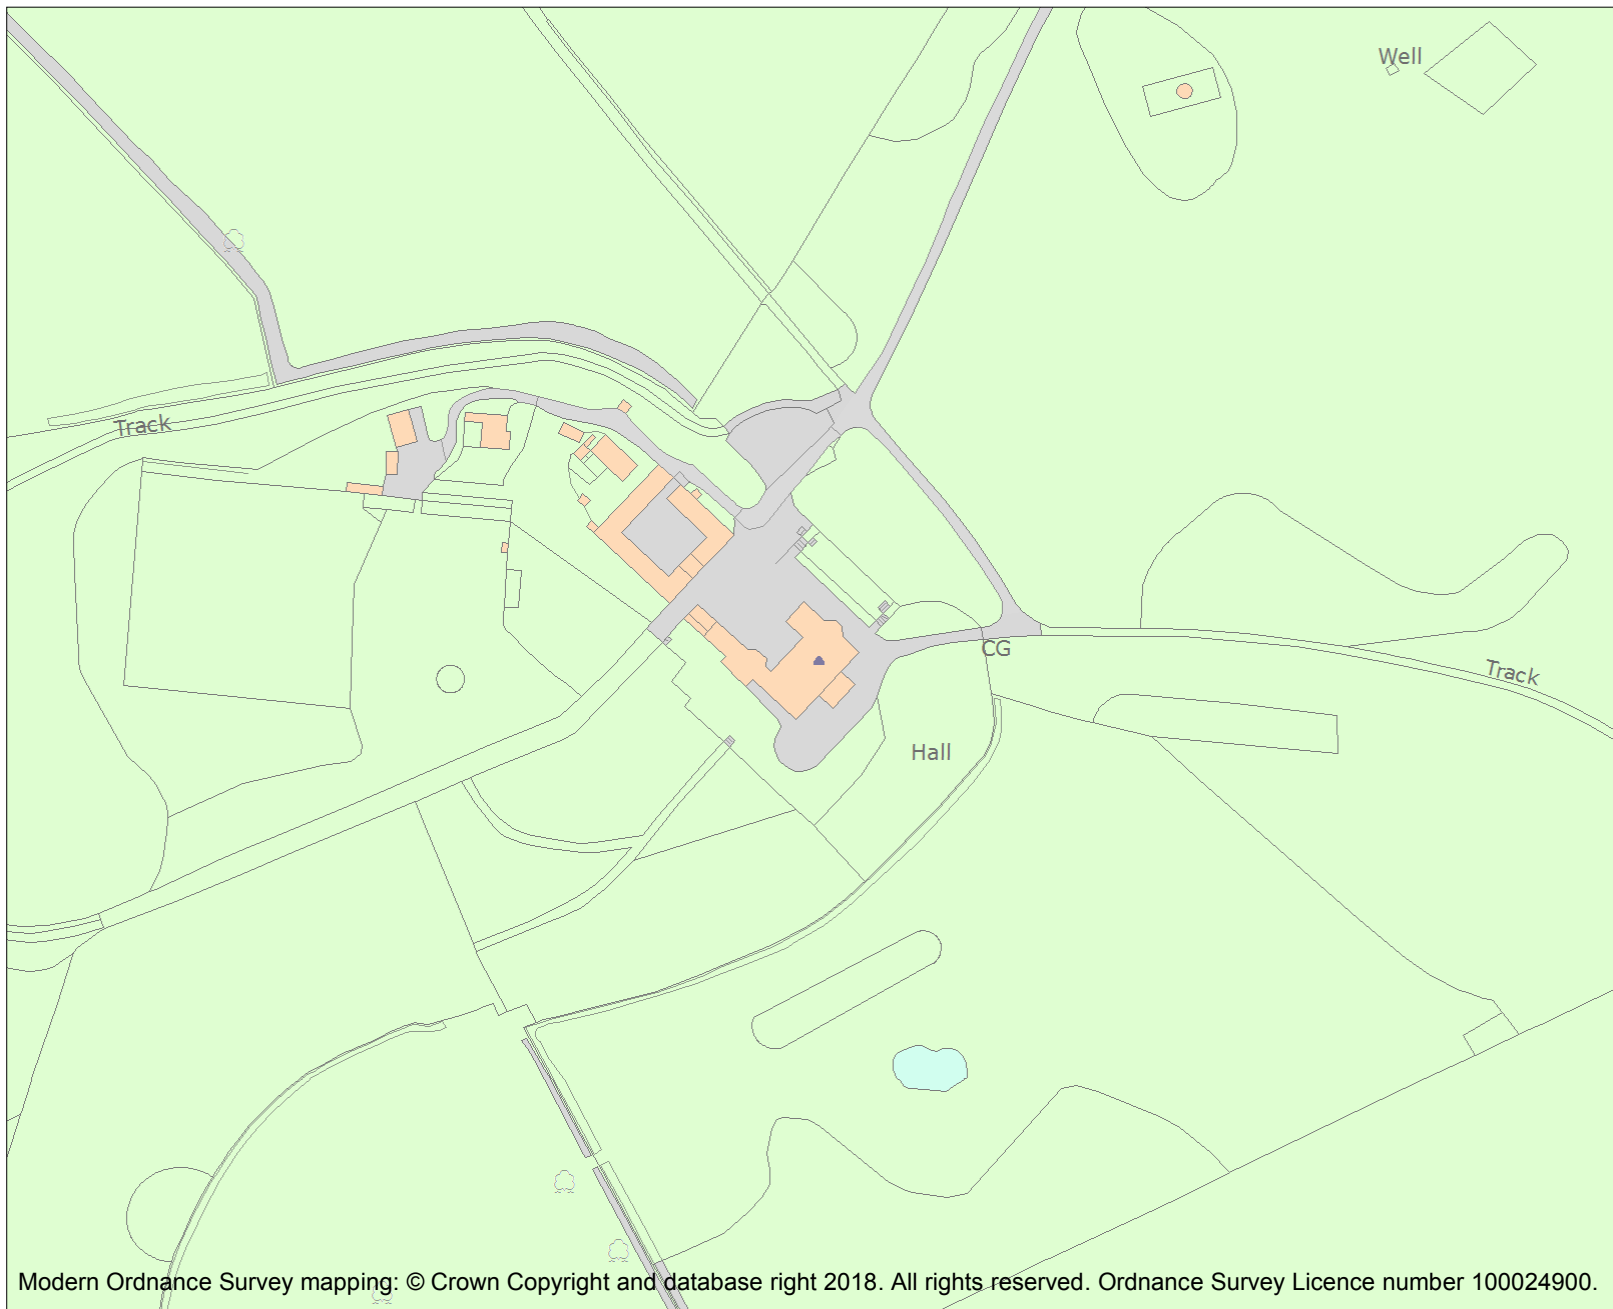 Well
Track
CG
Track
Hall
Modern Ordnance Survey mapping: © Crown Copyright and database right 2018. All rights reserved. Ordnance Survey Licence number 100024900.